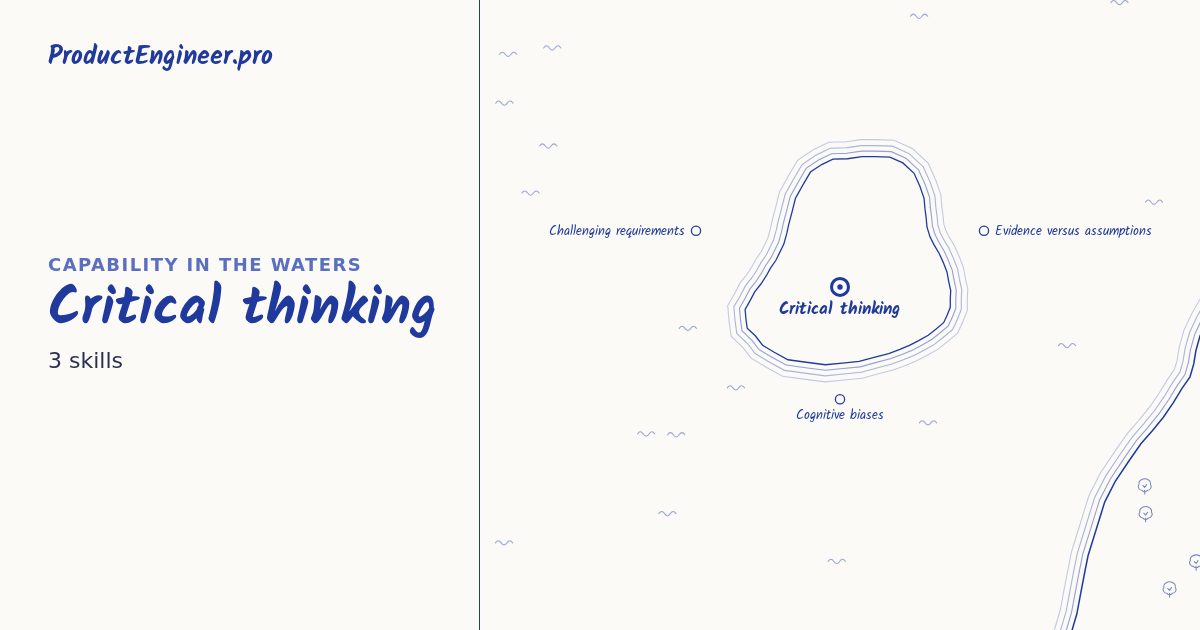 ProductEngineer.pro
CAPABILITY IN THE WATERS
Critical thinking
3 skills
Challenging requirements
Evidence versus assumptions
Critical thinking
Cognitive biases